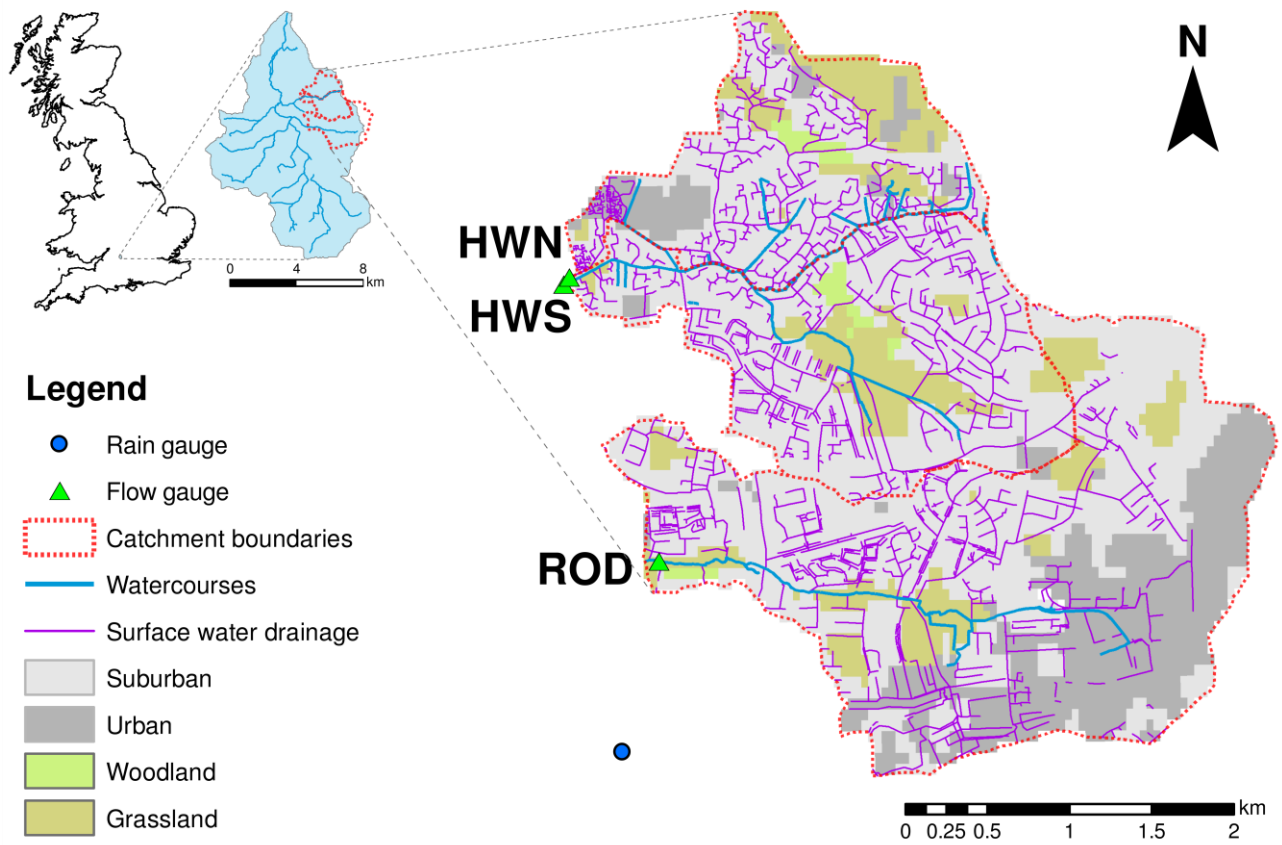 N
0 4 8
km
HWN
HWS
Legend
Rain gauge
Flow gauge
Catchment boundaries
Watercourses
Surface water drainage
Suburban
Urban
Woodland
Grassland
ROD
km
0 0.25 0.5 1 1.5 2